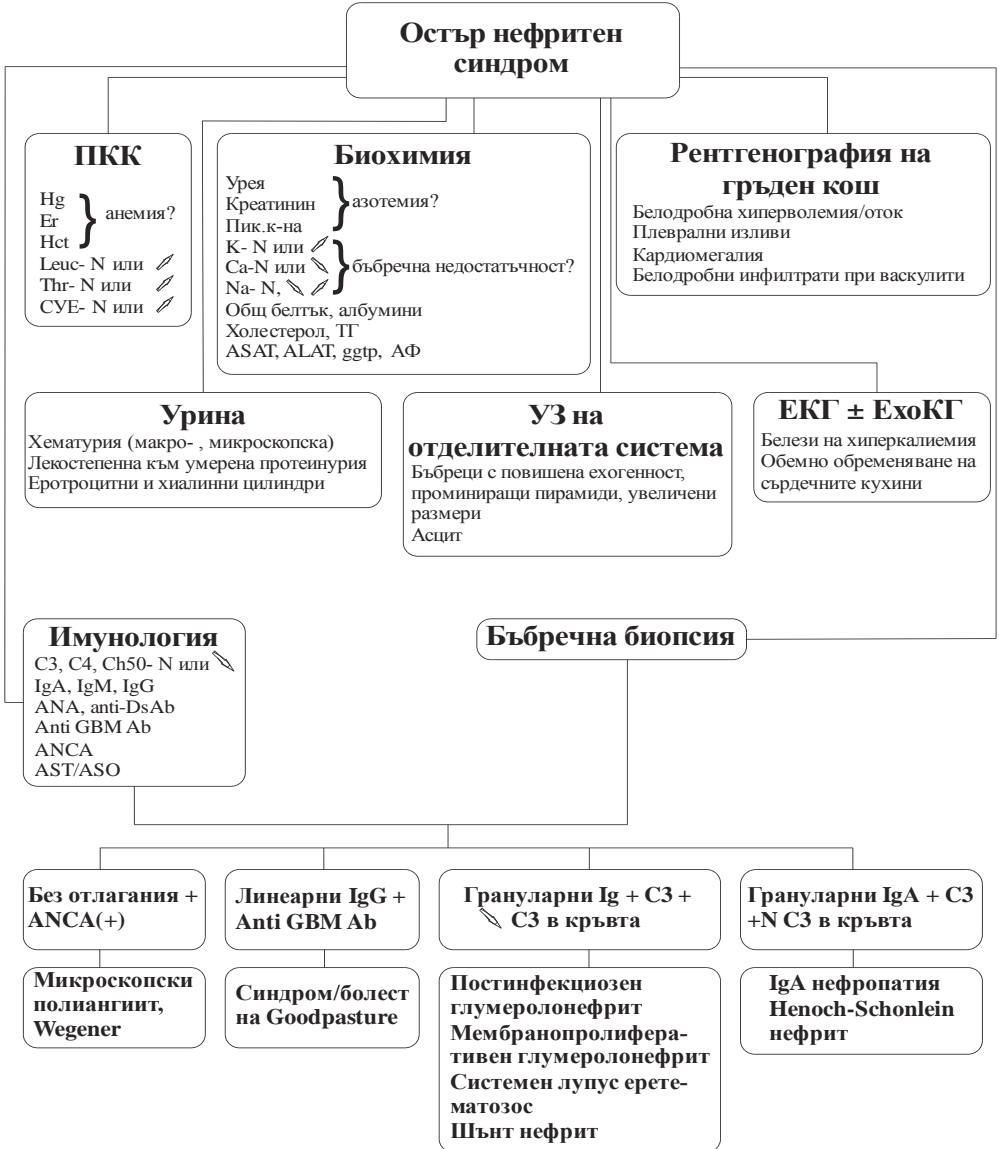 Остър нефритен
синдром
ПКК
Hg
Er
Hct
анемия?
Leuc- N или ⇗
Thr- N или ⇗
СУЕ- N или ⇗
Биохимия
Урея
Креатинин
Пик.к-на
азотемия?
K- N или ⇗
Ca-N или ⇘
Na- N, ⇘ ⇗
бъбречна недостатъчност?
Общ белтък, албумини
Холестерол, ТГ
ASAT, ALAT, ggtp, АФ
Рентгенография на
гръден кош
Белодробна хиперволемия/оток
Плеврални изливи
Кардиомегалия
Белодробни инфилтрати при васкулити
Урина
Хематурия (макро- , микроскопска)
Лекостепенна към умерена протеинурия
Еротроцитни и хиалинни цилиндри
УЗ на
отделителната система
Бъбреци с повишена ехогенност,
проминиращи пирамиди, увеличени
размери
Асцит
ЕКГ ± ЕхоКГ
Белези на хиперкалиемия
Обемно обременяване на
сърдечните кухини
Имунология
C3, C4, Ch50- N или ⇘
IgA, IgM, IgG
ANA, anti-DsAb
Anti GBM Ab
ANCA
AST/ASO
Бъбречна биопсия
Без отлагания +
ANCA(+)
Линеарни IgG +
Anti GBM Ab
Грануларни Ig + C3 +
⇘ C3 в кръвта
Грануларни IgA + C3
+N C3 в кръвта
Микроскопски
полиангиит,
Wegener
Синдром/болест
на Goodpasture
Постинфекциозен
глумеролонефрит
Мембранопролифера-
тивен глумеролонефрит
Системен лупус ерете-
матозос
Шънт нефрит
IgA нефропатия
Henoch-Schonlein
нефрит